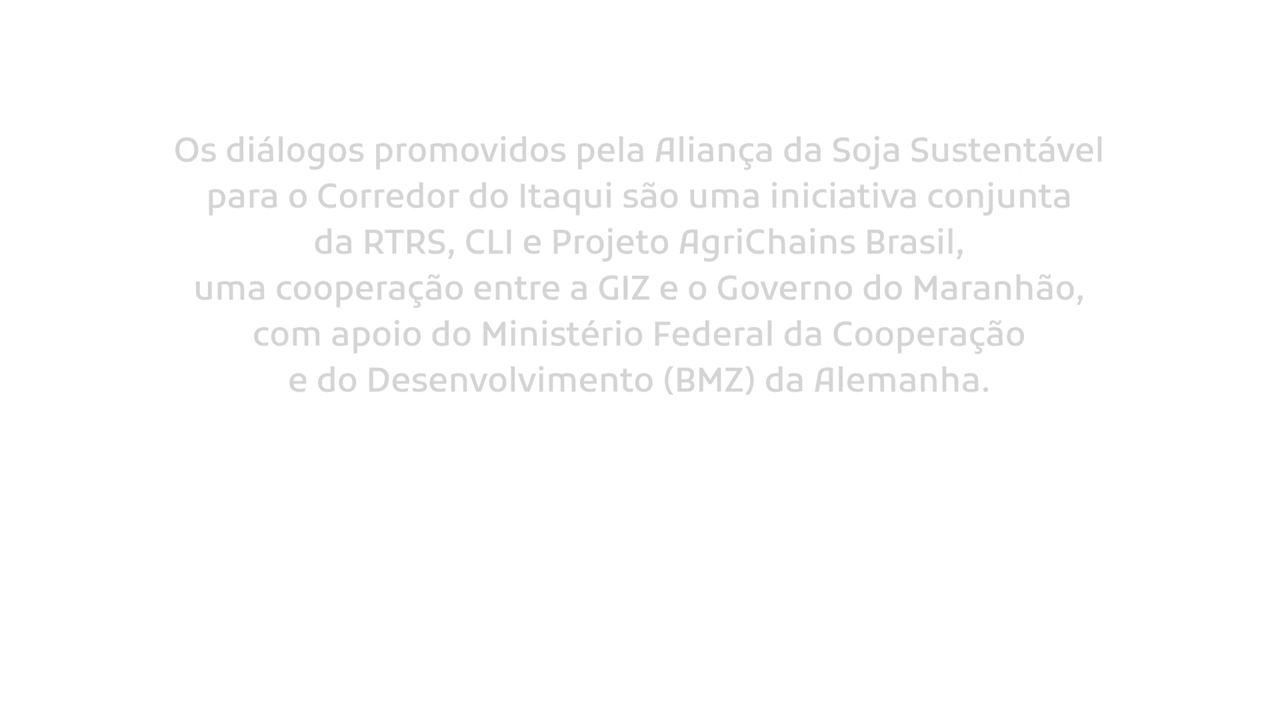 Os diálogos promovidos pela Aliança da Soja Sustentável
para o Corredor do Itaqui são uma iniciativa conjunta
da RTRS, CLI e Projeto AgriChains Brasil,
uma cooperação entre a GIZ e o Governo do Maranhão,
com apoio do Ministério Federal da Cooperação
e do Desenvolvimento (BMZ) da Alemanha.